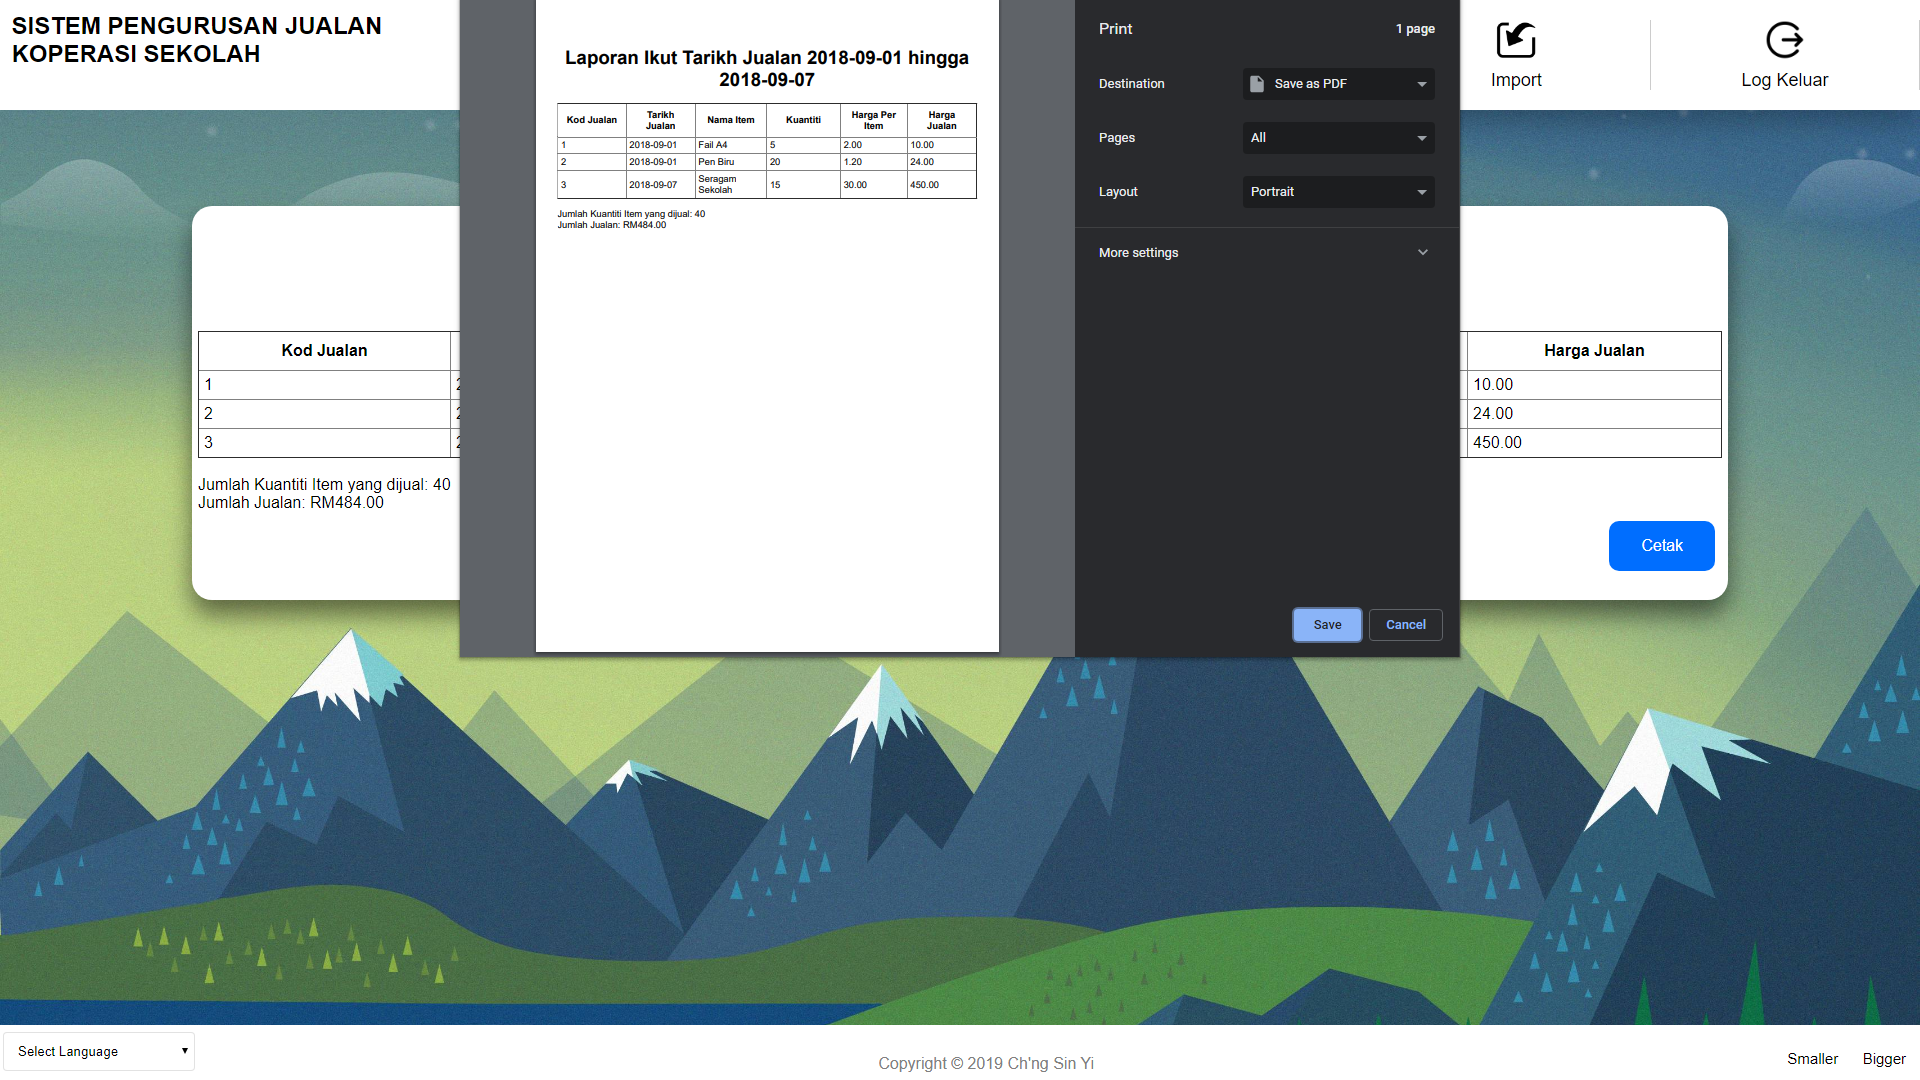 SISTEM PENGURUSAN JUALAN
KOPERASI SEKOLAH
Import
Log Keluar
Kod Jualan
1 2
2 2
3 2
Jumlah Kuantiti Item yang dijual: 40
Jumlah Jualan: RM484.00
Laporan Ikut Tarikh Jualan 2018-09-01 hingga
2018-09-07
Kod Jualan Tarikh Jualan Nama Item Kuantiti Harga Per Item Harga Jualan
1 2018-09-01 Fail A4 5 2.00 10.00
2 2018-09-01 Pen Biru 20 1.20 24.00
3 2018-09-07 Seragam Sekolah 15 30.00 450.00
Jumlah Kuantiti Item yang dijual: 40
Jumlah Jualan: RM484.00
Print 1 page
Destination Save as PDF
Pages All
Layout Portrait
More settings
Save Cancel
Harga Jualan
10.00
24.00
450.00
Cetak
Select Language
Copyright © 2019 Ch'ng Sin Yi
Smaller Bigger